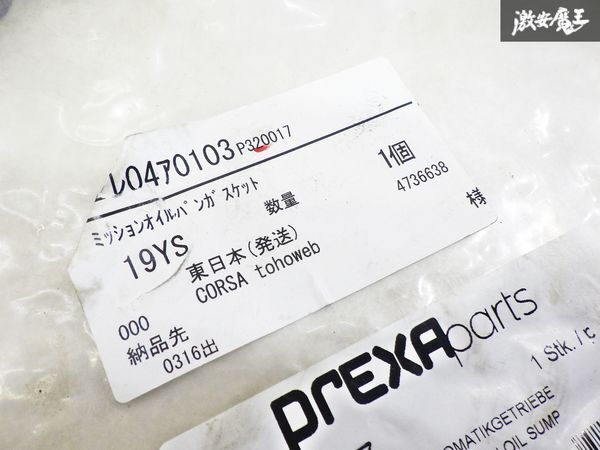 激安魔王
L0470103 P320017
ミッションオイルパンガスケット
19YS 数量 1個
4736638
東日本(発送) 様
CORSA tohoweb
000
納品先
0316出
PREXAparts
1 Stk./
OMATIKGETRIEBE
OIL SUMP